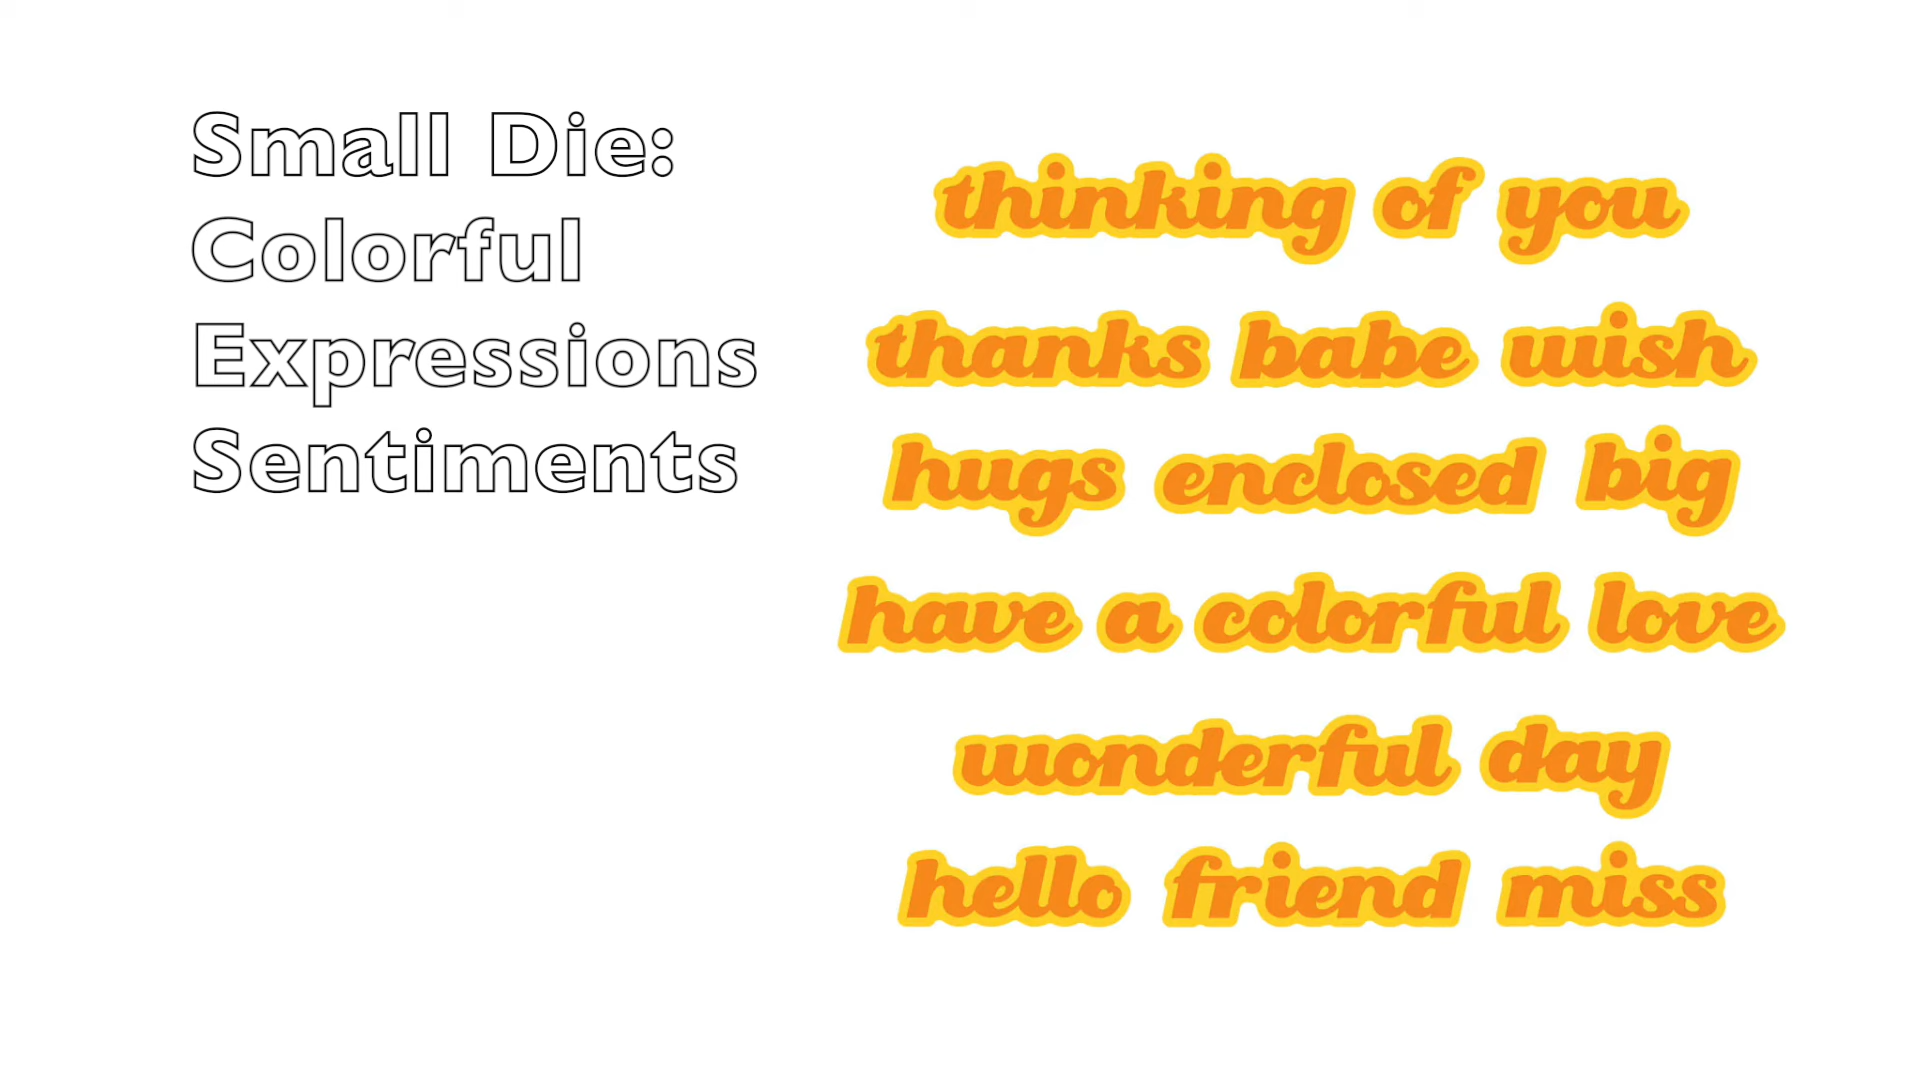 Small Die:
Colorful
Expressions
Sentiments
thinking of you
thanks babe wish
hugs enclosed big
have a colorful love
wonderful day
hello friend miss